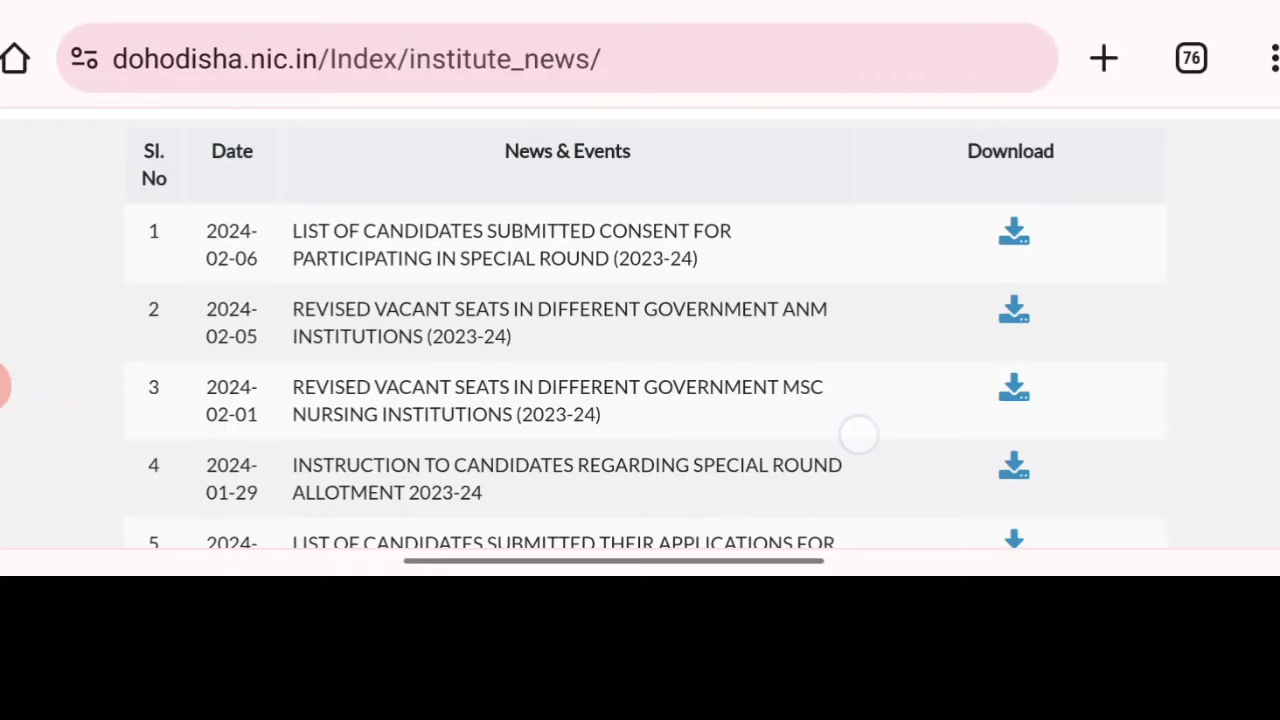 dohodisha.nic.in/Index/institute_news/
76
Sl. No
Date
News & Events
Download
1
2024-02-06
LIST OF CANDIDATES SUBMITTED CONSENT FOR
PARTICIPATING IN SPECIAL ROUND (2023-24)
2
2024-02-05
REVISED VACANT SEATS IN DIFFERENT GOVERNMENT ANM
INSTITUTIONS (2023-24)
3
2024-02-01
REVISED VACANT SEATS IN DIFFERENT GOVERNMENT MSC
NURSING INSTITUTIONS (2023-24)
4
2024-01-29
INSTRUCTION TO CANDIDATES REGARDING SPECIAL ROUND
ALLOTMENT 2023-24
5
2024-
LIST OF CANDIDATES SUBMITTED THEIR APPLICATIONS FOR